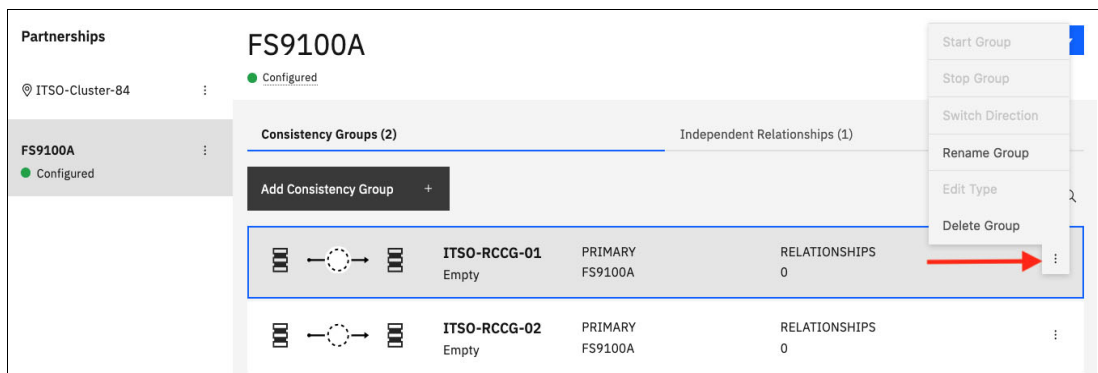 Partnerships
ITSO-Cluster-84
FS9100A
Configured
FS9100A
Configured
Consistency Groups (2)
Independent Relationships (1)
Add Consistency Group +
ITSO-RCCG-01
Empty
PRIMARY
FS9100A
RELATIONSHIPS
0
ITSO-RCCG-02
Empty
PRIMARY
FS9100A
RELATIONSHIPS
0
Start Group
Stop Group
Switch Direction
Rename Group
Edit Type
Delete Group